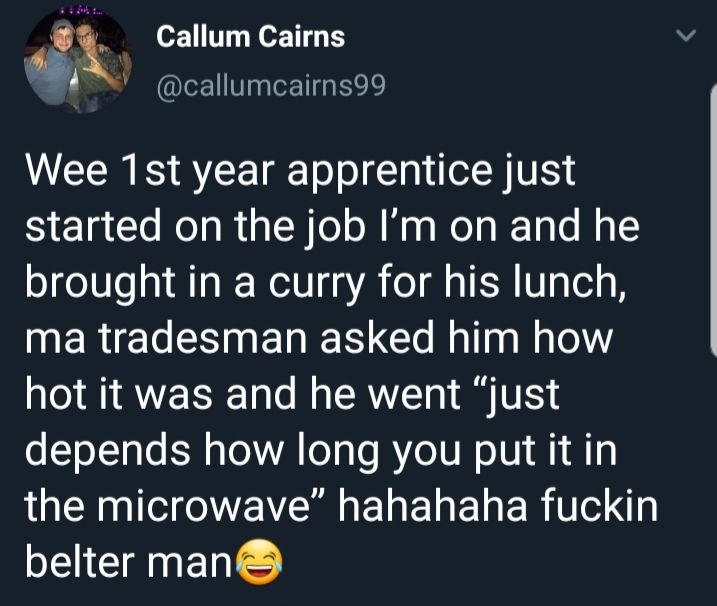 Callum Cairns
@callumcairns99
Wee 1st year apprentice just
started on the job I’m on and he
brought in a curry for his lunch,
ma tradesman asked him how
hot it was and he went “just
depends how long you put it in
the microwave” hahahaha fuckin
belter man😂